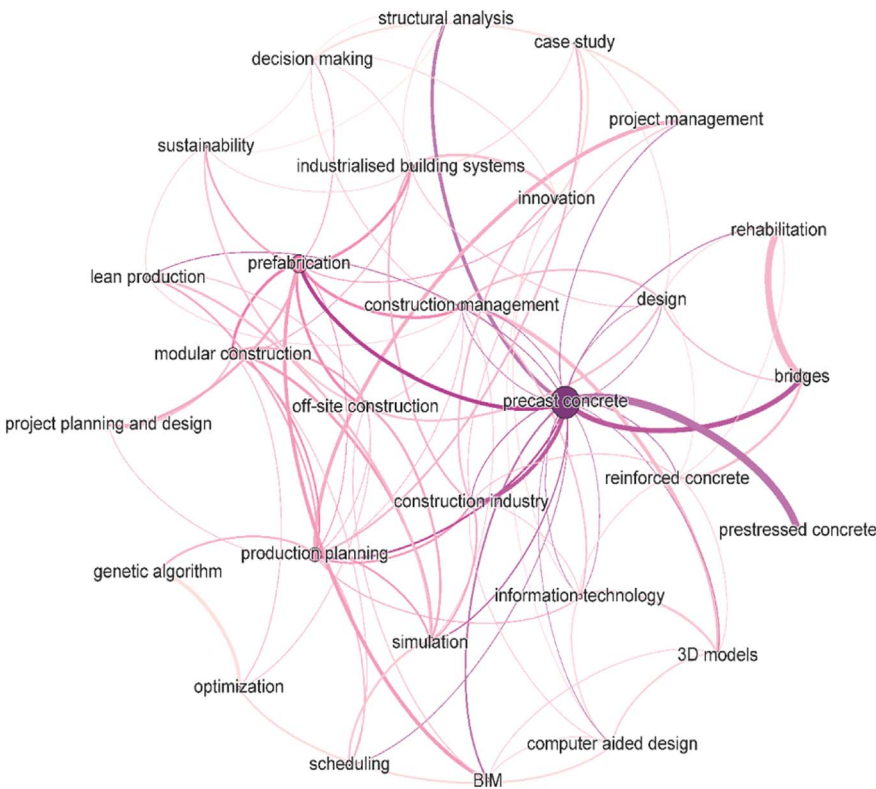 structural analysis
case study
decision making
project management
sustainability
industrialised building systems
innovation
rehabilitation
prefabrication
lean production
construction management
design
modular construction
bridges
precast concrete
off-site construction
project planning and design
reinforced concrete
construction industry
prestressed concrete
production planning
genetic algorithm
information technology
simulation
3D models
optimization
computer aided design
scheduling
BIM